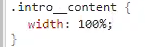 .intro__content {
  width: 100%;
}